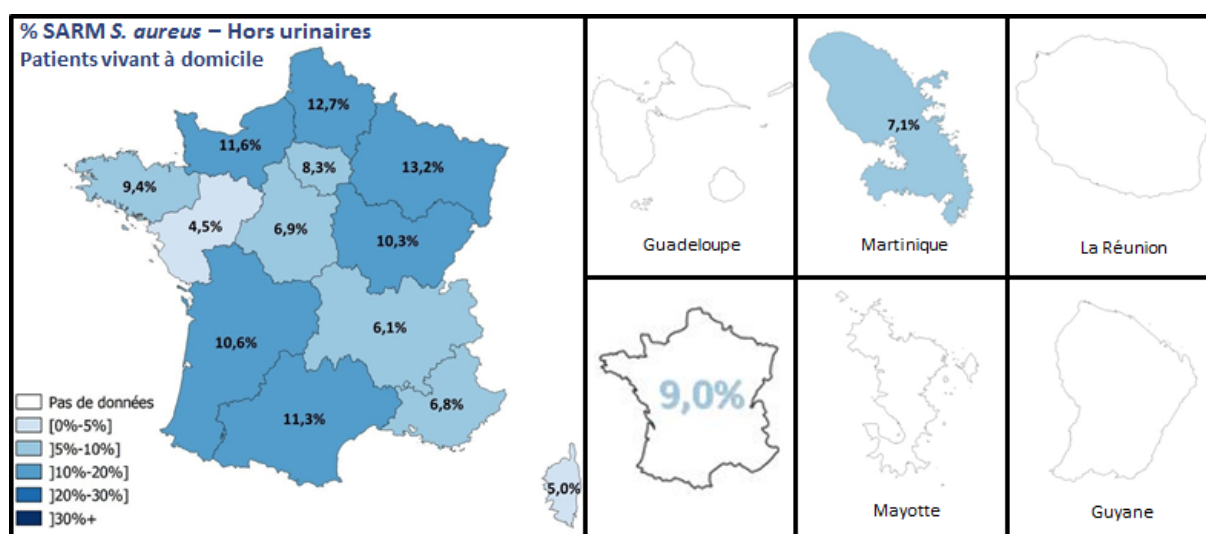 % SARM S. aureus – Hors urinaires
Patients vivant à domicile
12,7%
11,6%
8,3%
13,2%
9,4%
4,5%
6,9%
10,3%
6,1%
10,6%
6,8%
11,3%
5,0%
Pas de données
[0%-5%]
]5%-10%]
]10%-20%]
]20%-30%]
]30%+
Guadeloupe
7,1%
Martinique
La Réunion
9,0%
Mayotte
Guyane